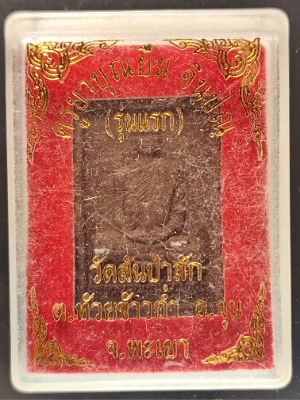 ครูบาบุญยืน
(รุ่นแรก)
วัดสันป่าสัก
ต.ห้วยข้าวก่ำ อ.จุน
จ.พะเยา